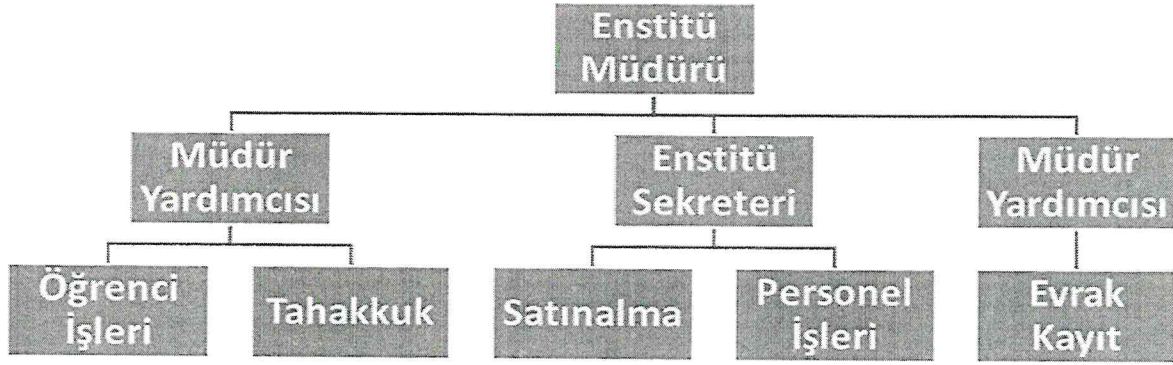 Enstitü
Müdürü
Müdür
Yardımcısı
Enstitü
Sekreteri
Müdür
Yardımcısı
Öğrenci
İşleri
Tahakkuk
Satınalma
Personel
İşleri
Evrak
Kayıt